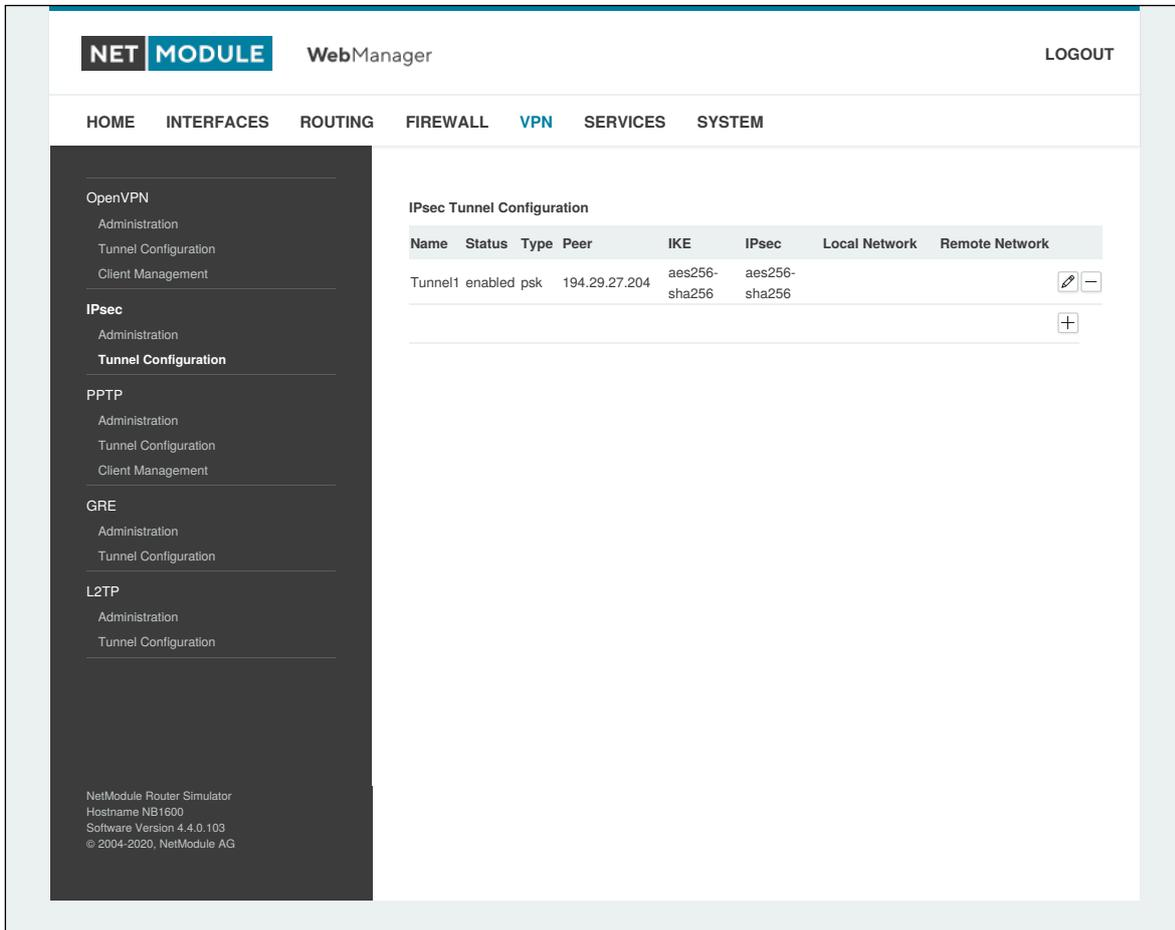 NET MODULE WebManager LOGOUT
HOME INTERFACES ROUTING FIREWALL VPN SERVICES SYSTEM
OpenVPN
Administration
Tunnel Configuration
Client Management
IPsec
Administration
Tunnel Configuration
PPTP
Administration
Tunnel Configuration
Client Management
GRE
Administration
Tunnel Configuration
L2TP
Administration
Tunnel Configuration
NetModule Router Simulator
Hostname NB1600
Software Version 4.4.0.103
© 2004-2020, NetModule AG
IPsec Tunnel Configuration
Name Status Type Peer IKE IPsec Local Network Remote Network
Tunnel1 enabled psk 194.29.27.204 aes256- aes256-
sha256 sha256